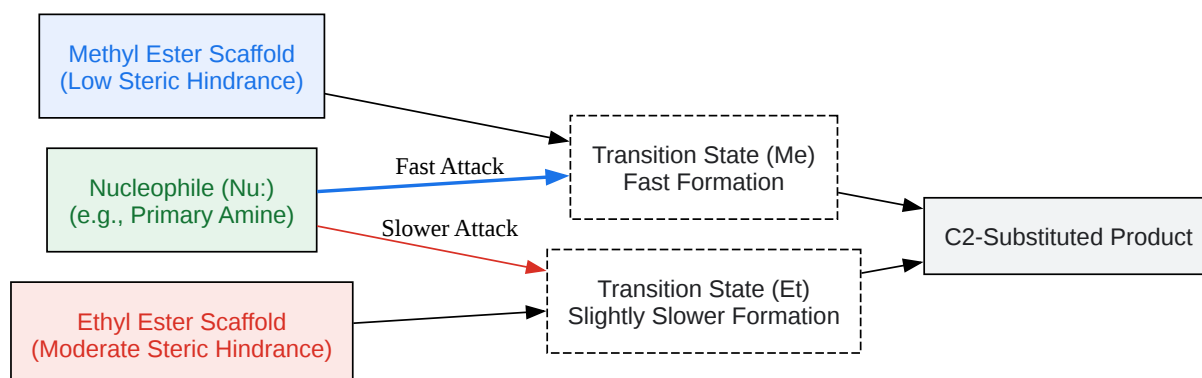 Methyl Ester Scaffold
(Low Steric Hindrance)
Nucleophile (Nu:)
(e.g., Primary Amine)
Ethyl Ester Scaffold
(Moderate Steric Hindrance)
Fast Attack
Slower Attack
Transition State (Me)
Fast Formation
Transition State (Et)
Slightly Slower Formation
C2-Substituted Product